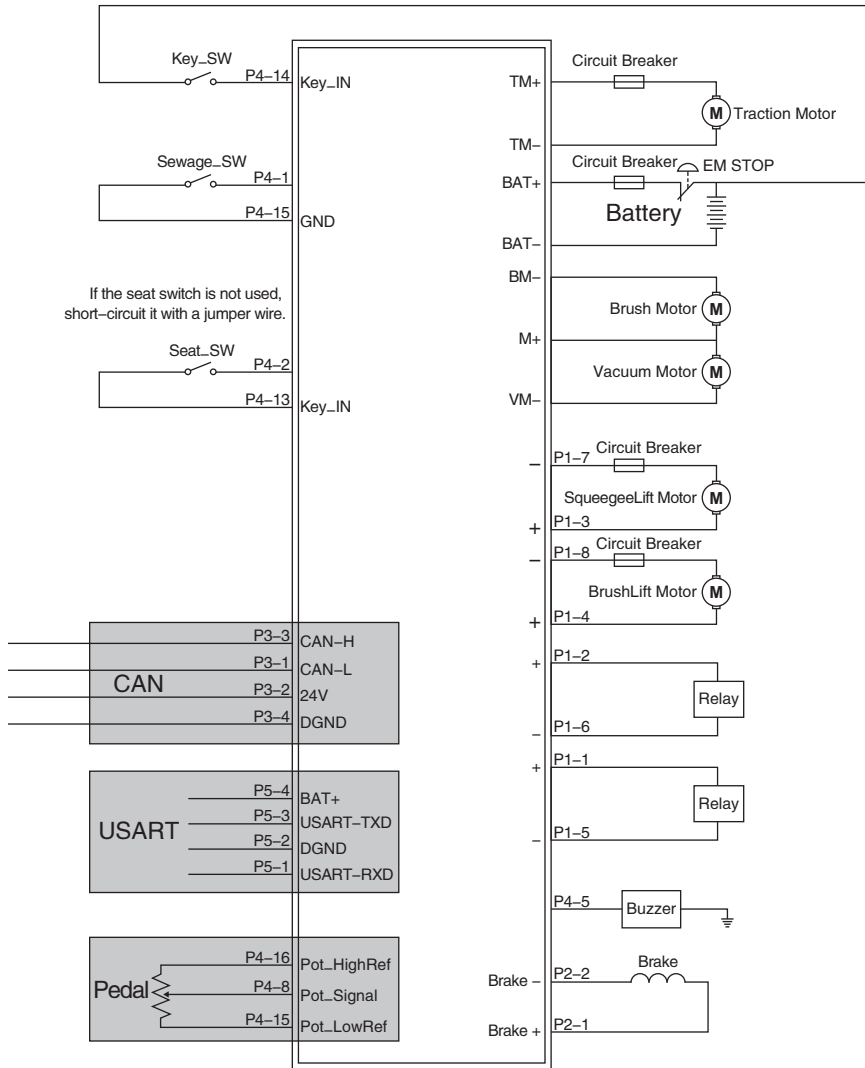 Key_SW
P4-14
Key_IN
Sewage_SW
P4-1
P4-15
GND
If the seat switch is not used,
short-circuit it with a jumper wire.
Seat_SW
P4-2
P4-13
Key_IN
CAN
P3-3
CAN-H
P3-1
CAN-L
P3-2
24V
P3-4
DGND
USART
P5-4
BAT+
P5-3
USART-TXD
P5-2
DGND
P5-1
USART-RXD
Pedal
P4-16
Pot_HighRef
P4-8
Pot_Signal
P4-15
Pot_LowRef
TM+
Circuit Breaker
M
Traction Motor
TM-
Circuit Breaker
EM STOP
BAT+
Battery
BAT-
BM-
Brush Motor
M
M+
Vacuum Motor
M
VM-
-
P1-7
Circuit Breaker
SqueegeeLift Motor
M
+
P1-3
-
P1-8
Circuit Breaker
BrushLift Motor
M
+
P1-4
+
P1-2
Relay
-
P1-6
+
P1-1
Relay
-
P1-5
P4-5
Buzzer
Brake -
P2-2
Brake
Brake +
P2-1